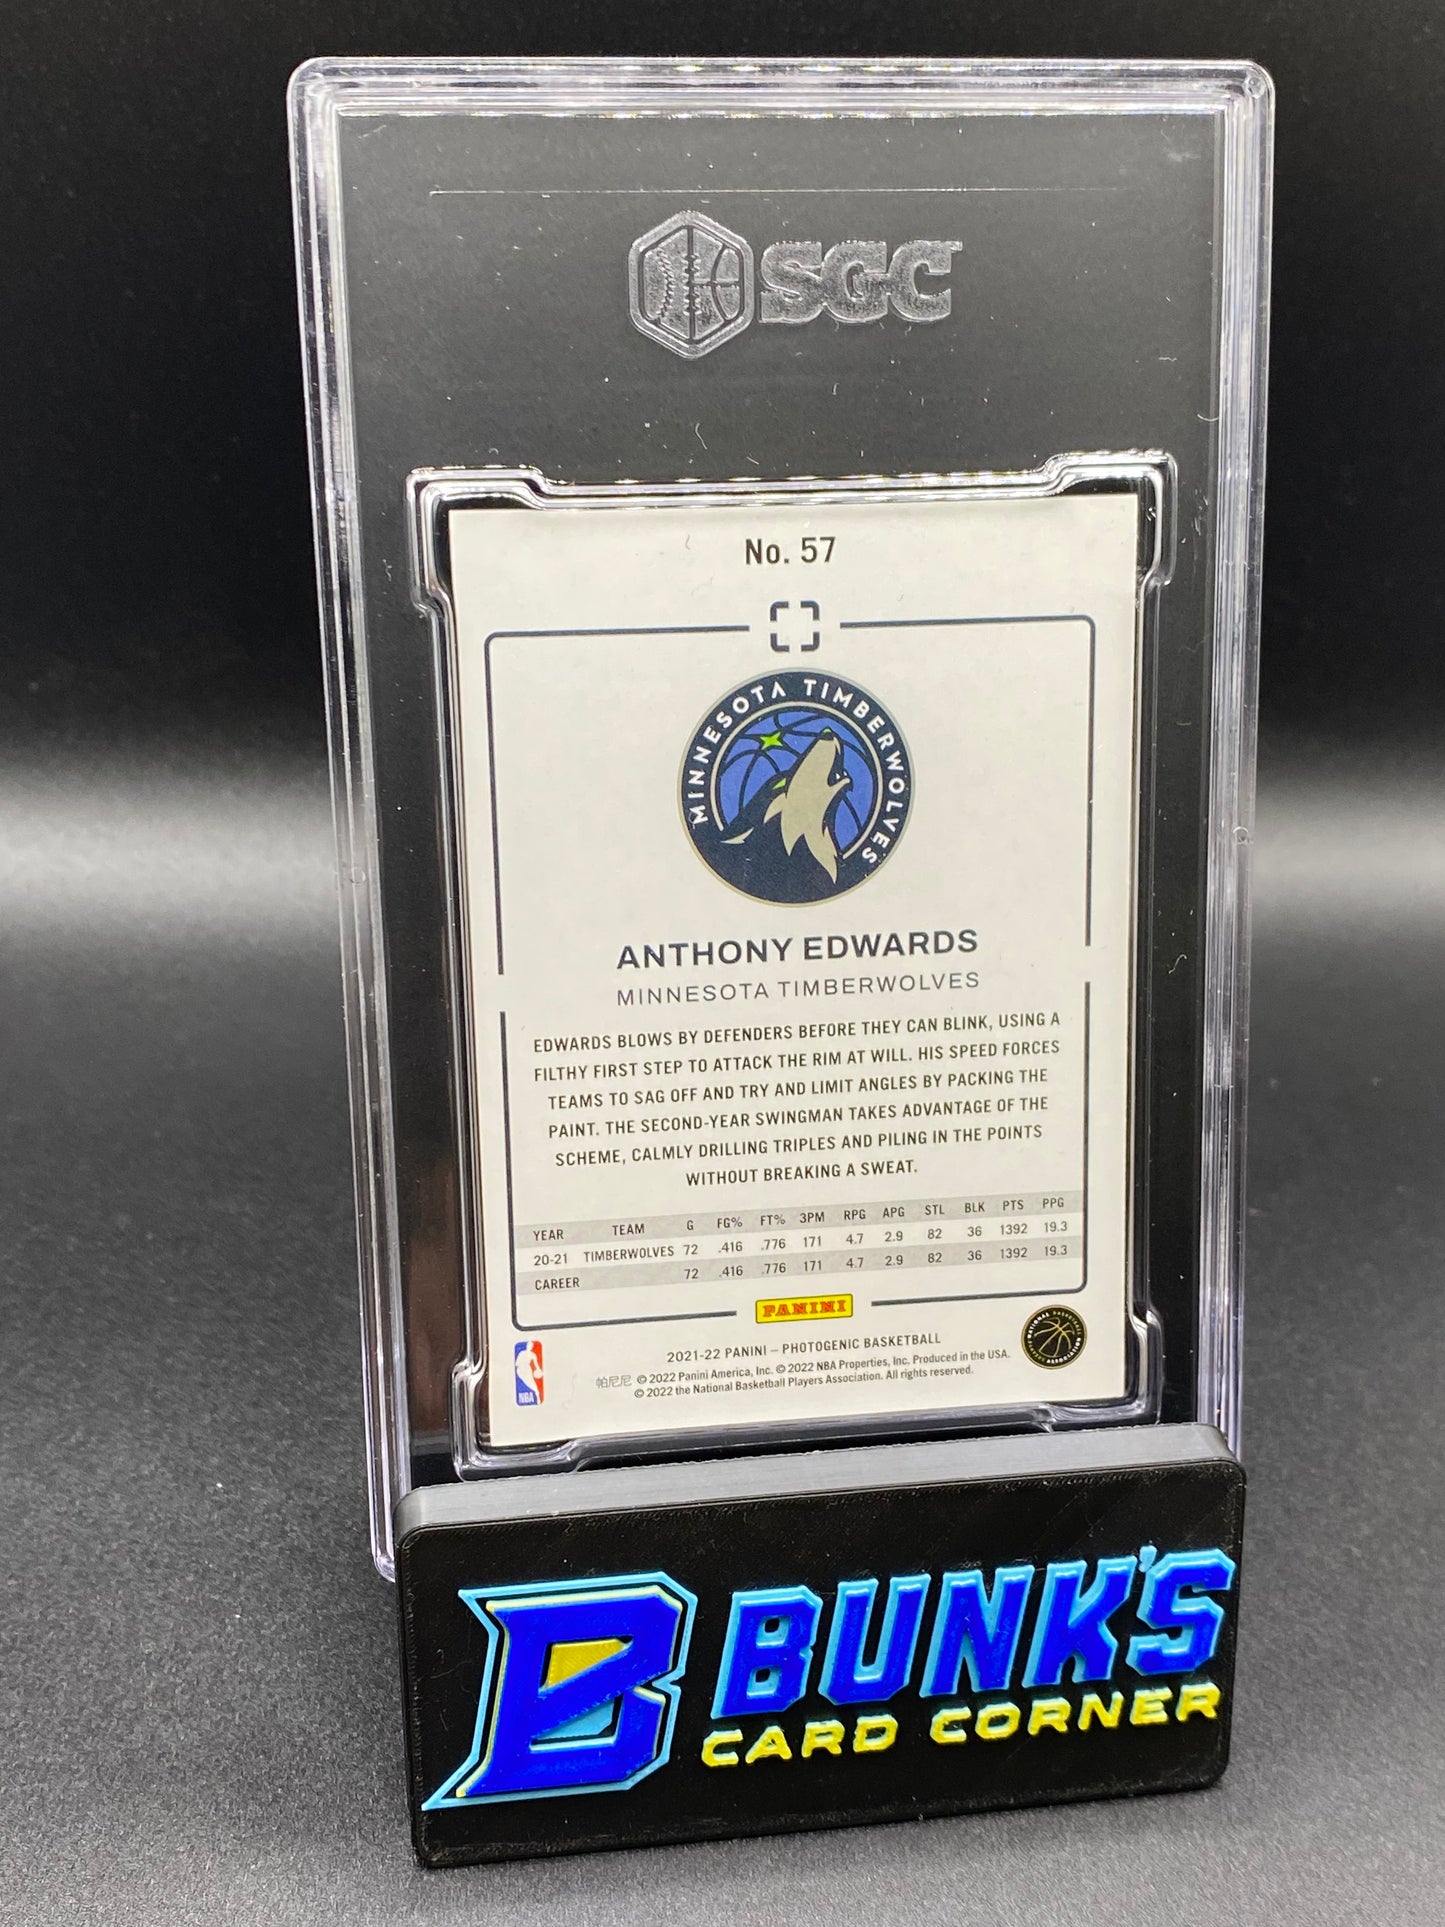 SGC
No. 57
MINNESOTA TIMBERWOLVES
ANTHONY EDWARDS
MINNESOTA TIMBERWOLVES
EDWARDS BLOWS BY DEFENDERS BEFORE THEY CAN BLINK, USING A
FILTHY FIRST STEP TO ATTACK THE RIM AT WILL. HIS SPEED FORCES
TEAMS TO SAG OFF AND TRY AND LIMIT ANGLES BY PACKING THE
PAINT. THE SECOND-YEAR SWINGMAN TAKES ADVANTAGE OF THE
SCHEME, CALMLY DRILLING TRIPLES AND PILING IN THE POINTS
WITHOUT BREAKING A SWEAT.
YEAR TEAM G FG% FT% 3PM RPG APG STL BLK PTS PPG
20-21 TIMBERWOLVES 72 .416 .776 171 4.7 2.9 82 36 1392 19.3
CAREER 72 .416 .776 171 4.7 2.9 82 36 1392 19.3
PANINI
2021-22 PANINI – PHOTOGENIC BASKETBALL
帕尼尼 © 2022 Panini America, Inc. © 2022 NBA Properties, Inc. Produced in the USA.
© 2022 the National Basketball Players Association. All rights reserved.
NBA
NATIONAL BASKETBALL PLAYERS ASSOCIATION
B BUNK'S
CARD CORNER